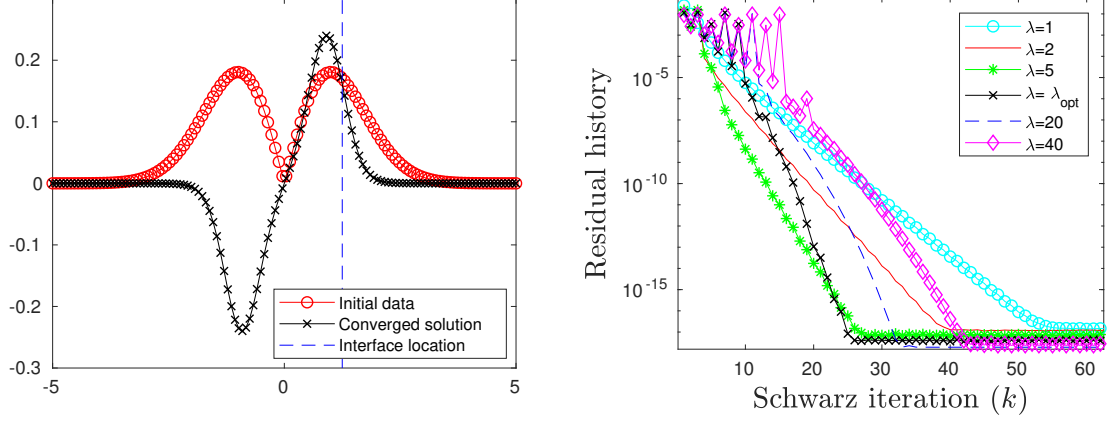 0.2
0.1
0
-0.1
-0.2
-0.3
-5
0
5
Initial data
Converged solution
Interface location
Residual history
10^-5
10^-10
10^-15
10
20
30
40
50
60
Schwarz iteration (k)
λ=1
λ=2
λ=5
λ= λ_opt
λ=20
λ=40